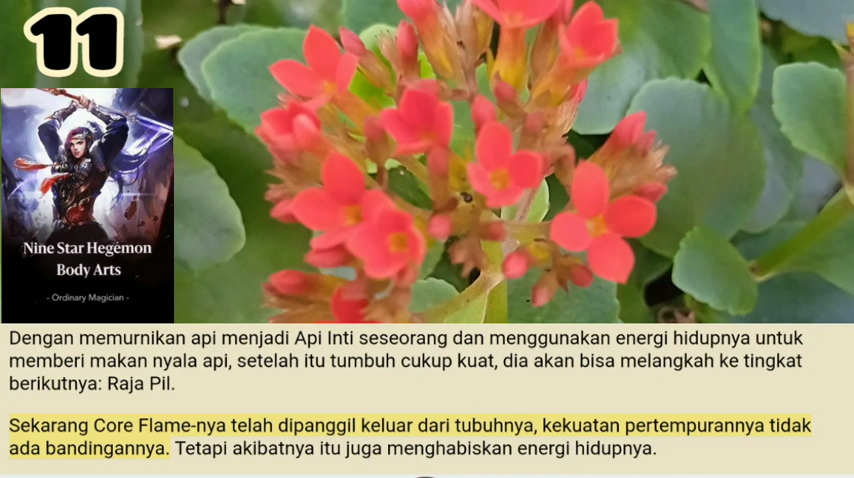 11
Nine Star Hegemon
Body Arts
- Ordinary Magician -
Dengan memurnikan api menjadi Api Inti seseorang dan menggunakan energi hidupnya untuk
memberi makan nyala api, setelah itu tumbuh cukup kuat, dia akan bisa melangkah ke tingkat
berikutnya: Raja Pil.
Sekarang Core Flame-nya telah dipanggil keluar dari tubuhnya, kekuatan pertempurannya tidak
ada bandingannya. Tetapi akibatnya itu juga menghabiskan energi hidupnya.